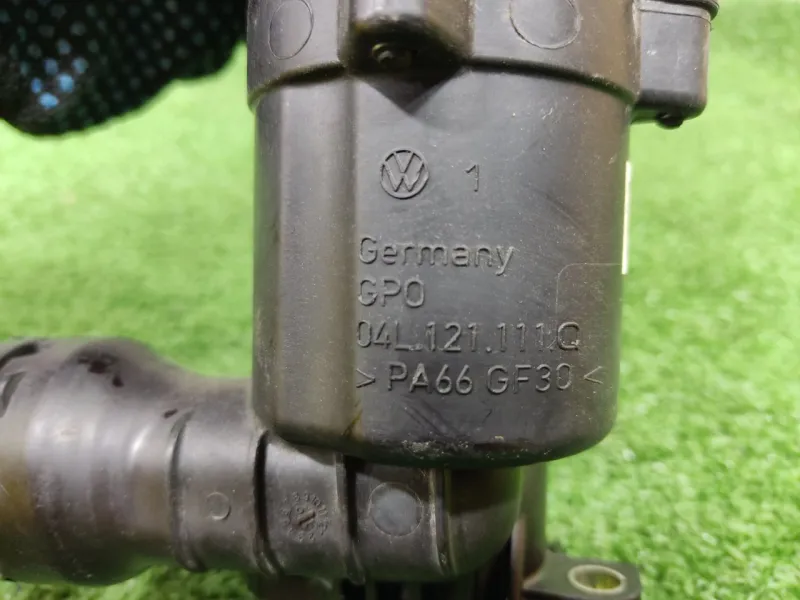 1
Germany
GPO
04L.121.111.Q
>PA66 GF30<